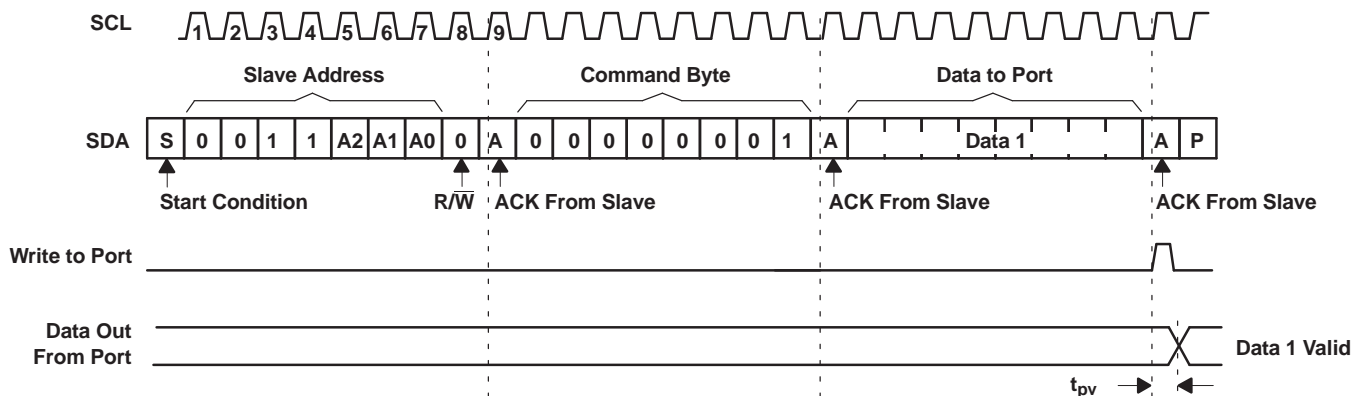 SCL 1 2 3 4 5 6 7 8 9
Slave Address Command Byte Data to Port
SDA S 0 0 1 1 A2 A1 A0 0 A 0 0 0 0 0 0 0 1 A Data 1 A P
Start Condition R/W̅ ACK From Slave ACK From Slave ACK From Slave
Write to Port
Data Out
From Port
Data 1 Valid
tpv